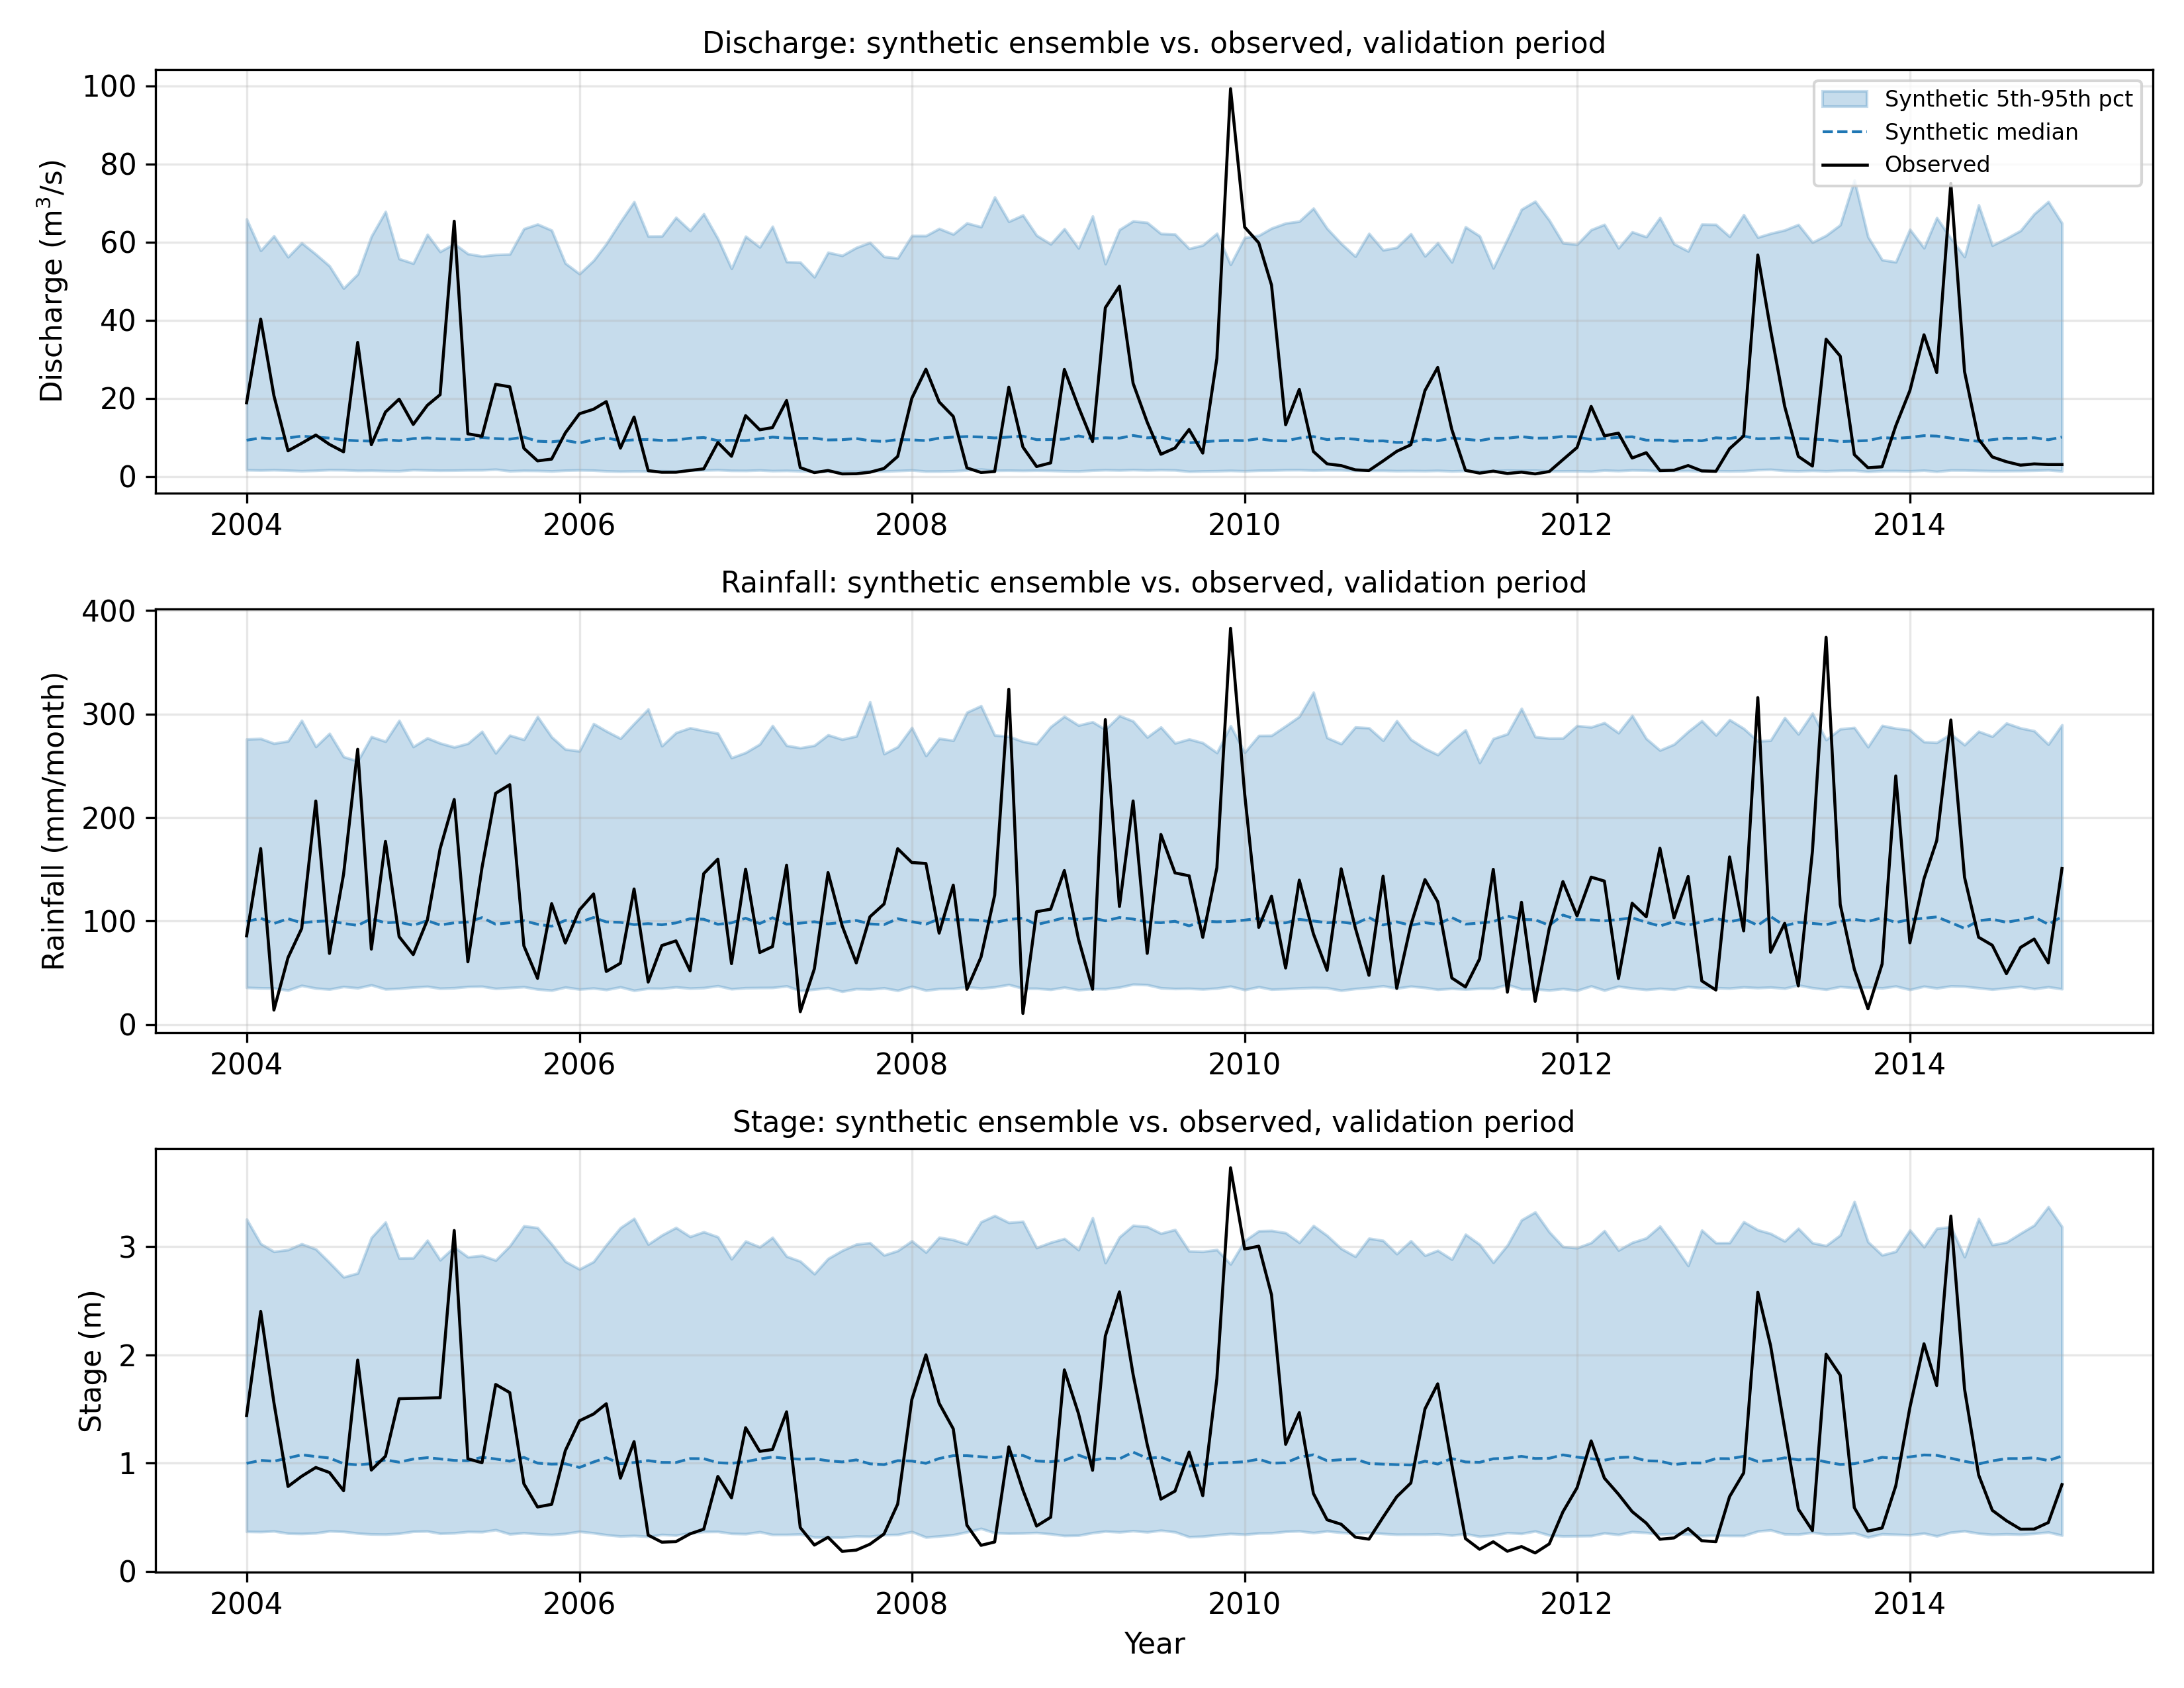 Discharge: synthetic ensemble vs. observed, validation period
Discharge (m³/s)
100
80
60
40
20
0
Synthetic 5th-95th pct
Synthetic median
Observed
2004 2006 2008 2010 2012 2014
Rainfall: synthetic ensemble vs. observed, validation period
Rainfall (mm/month)
400
300
200
100
0
2004 2006 2008 2010 2012 2014
Stage: synthetic ensemble vs. observed, validation period
Stage (m)
3
2
1
0
2004 2006 2008 2010 2012 2014
Year